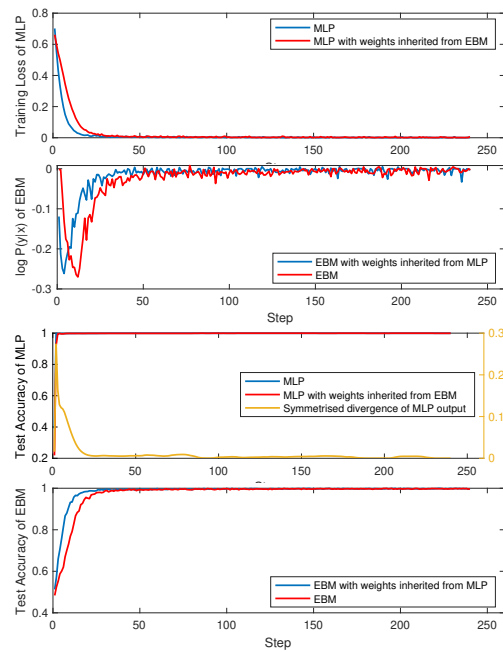 Training Loss of MLP
0.8
0.6
0.4
0.2
0
0 50 100 150 200 250
MLP
MLP with weights inherited from EBM
log P(y|x) of EBM
0
-0.1
-0.2
-0.3
0 50 100 150 200 250
Step
EBM with weights inherited from MLP
EBM
Test Accuracy of MLP
1
0.8
0.6
0.4
0.2
0 50 100 150 200 250
0.3
0.2
0.1
0
MLP
MLP with weights inherited from EBM
Symmetrised divergence of MLP output
Test Accuracy of EBM
1
0.8
0.6
0.4
0 50 100 150 200 250
Step
EBM with weights inherited from MLP
EBM